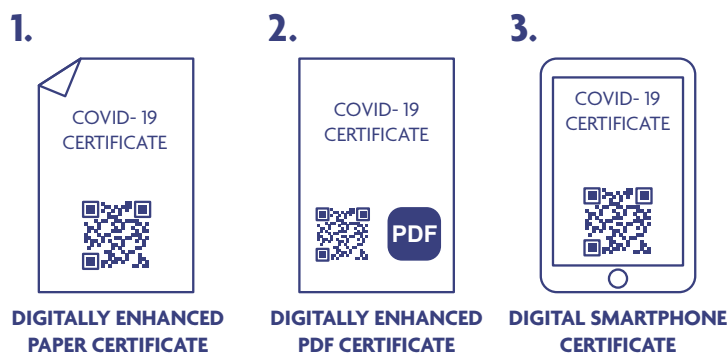 1.
COVID- 19
CERTIFICATE
DIGITALLY ENHANCED
PAPER CERTIFICATE
2.
COVID- 19
CERTIFICATE
PDF
DIGITALLY ENHANCED
PDF CERTIFICATE
3.
COVID- 19
CERTIFICATE
DIGITAL SMARTPHONE
CERTIFICATE